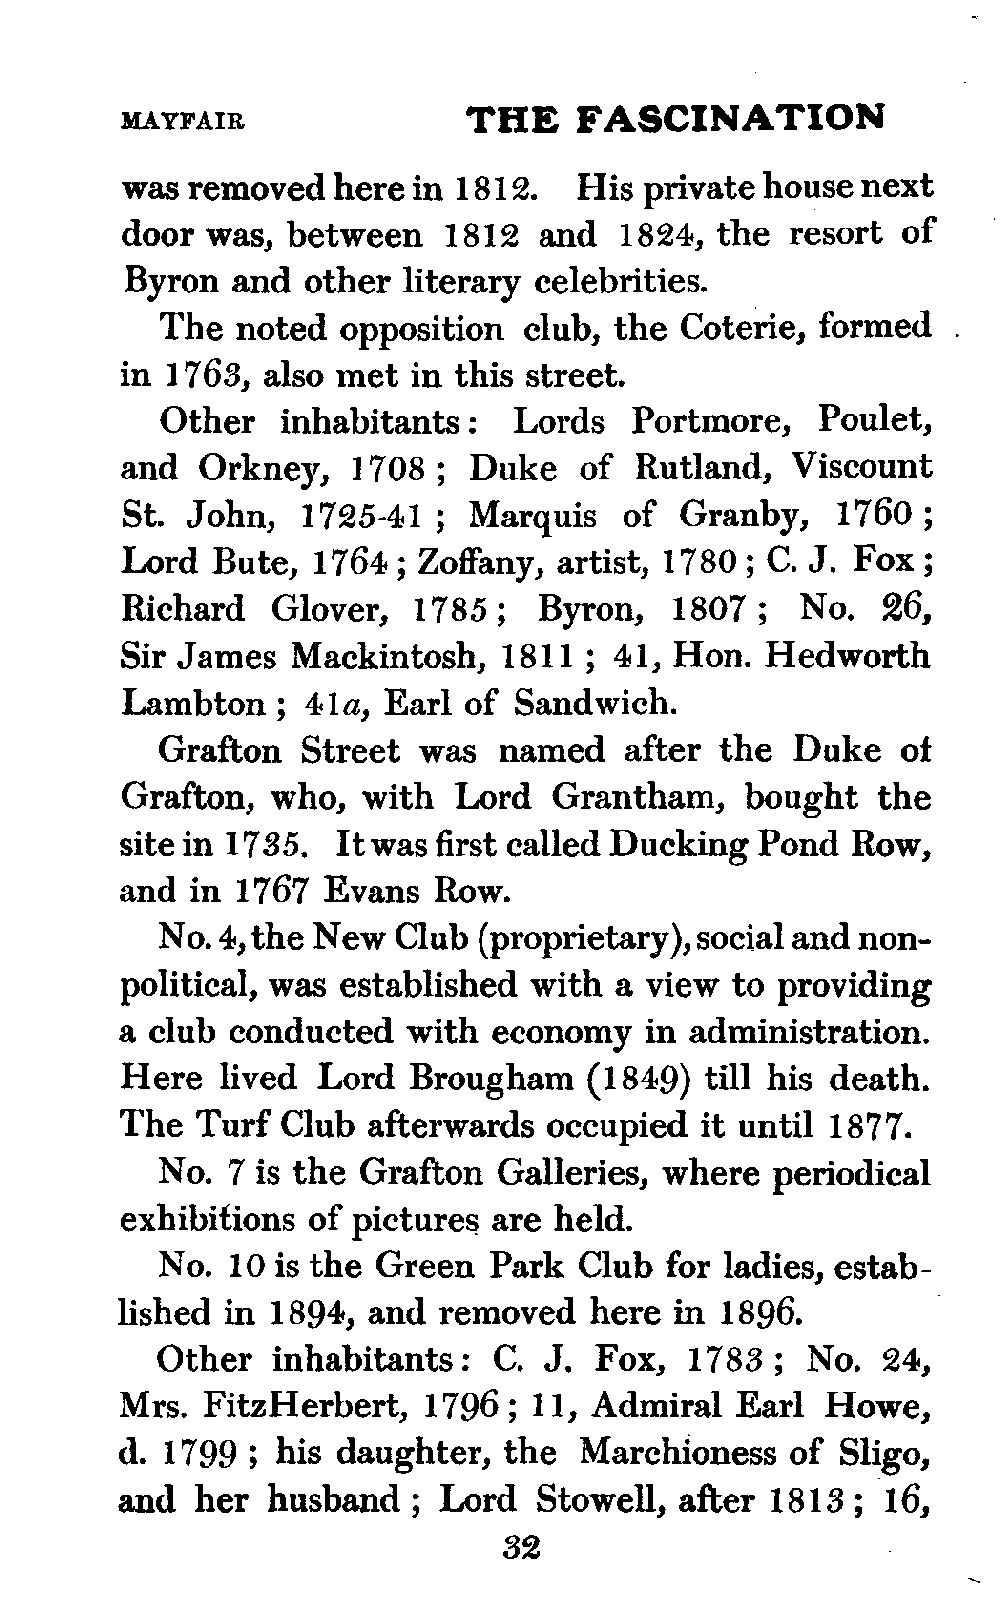 MAYFAIR THE FASCINATION
was removed here in 1812. His private house next
door was, between 1812 and 1824, the resort of
Byron and other literary celebrities.
The noted opposition club, the Coterie, formed
in 1763, also met in this street.
Other inhabitants: Lords Portmore, Poulet,
and Orkney, 1708; Duke of Rutland, Viscount
St. John, 1725-41; Marquis of Granby, 1760;
Lord Bute, 1764; Zoffany, artist, 1780; C. J. Fox;
Richard Glover, 1785; Byron, 1807; No. 26,
Sir James Mackintosh, 1811; 41, Hon. Hedworth
Lambton; 41a, Earl of Sandwich.
Grafton Street was named after the Duke of
Grafton, who, with Lord Grantham, bought the
site in 1735. It was first called Ducking Pond Row,
and in 1767 Evans Row.
No. 4, the New Club (proprietary), social and non-
political, was established with a view to providing
a club conducted with economy in administration.
Here lived Lord Brougham (1849) till his death.
The Turf Club afterwards occupied it until 1877.
No. 7 is the Grafton Galleries, where periodical
exhibitions of pictures are held.
No. 10 is the Green Park Club for ladies, estab-
lished in 1894, and removed here in 1896.
Other inhabitants: C. J. Fox, 1783; No. 24,
Mrs. FitzHerbert, 1796; 11, Admiral Earl Howe,
d. 1799; his daughter, the Marchioness of Sligo,
and her husband; Lord Stowell, after 1813; 16,
32